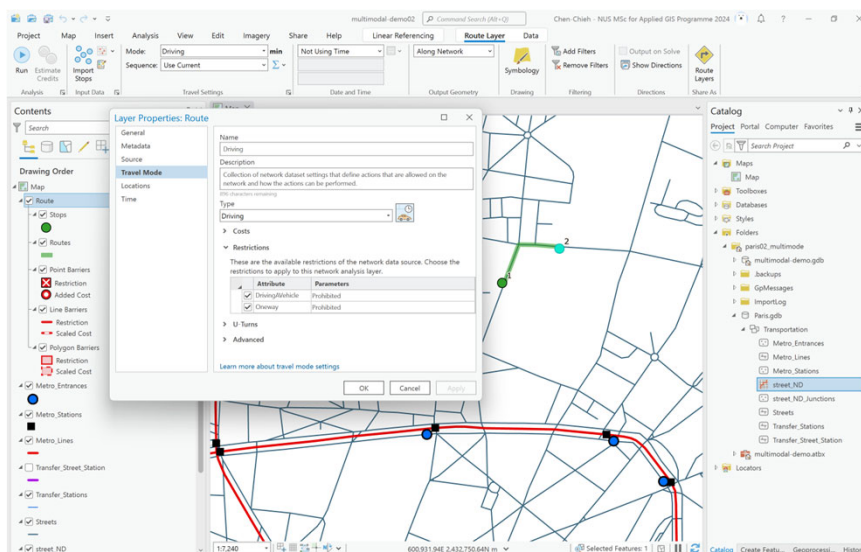 multimodal-demo02
Command Search (Alt+Q)
Chen-Chieh - NUS MSc for Applied GIS Programme 2024
Project
Map
Insert
Analysis
View
Edit
Imagery
Share
Help
Linear Referencing
Route Layer
Data
Run
Estimate Credits
Import Stops
Mode:
Driving
min
Sequence:
Use Current
Not Using Time
Along Network
Symbology
Add Filters
Remove Filters
Output on Solve
Show Directions
Route Layers
Analysis
Input Data
Travel Settings
Date and Time
Output Geometry
Drawing
Filtering
Directions
Share As
Contents
Search
Drawing Order
Map
Route
Stops
Routes
Point Barriers
Restriction
Added Cost
Line Barriers
Restriction
Scaled Cost
Polygon Barriers
Restriction
Scaled Cost
Metro_Entrances
Metro_Stations
Metro_Lines
Transfer_Street_Station
Transfer_Stations
Streets
street_ND
Layer Properties: Route
General
Metadata
Source
Travel Mode
Locations
Time
Name
Driving
Description
Collection of network dataset settings that define actions that are allowed on the
network and how the actions can be performed.
Type
Driving
Costs
Restrictions
These are the available restrictions of the network data source. Choose the
restrictions to apply to this network analysis layer.
Attribute
Parameters
DrivingAVehicle
Prohibited
Oneway
Prohibited
U-Turns
Advanced
Learn more about travel mode settings
OK
Cancel
Apply
1
2
1:7,240
600,931.94E 2,432,750.64N m
Selected Features: 1
Catalog
Project
Portal
Computer
Favorites
Search Project
Maps
Map
Toolboxes
Databases
Styles
Folders
paris02_multimode
multimodal-demo.gdb
.backups
GpMessages
ImportLog
Paris.gdb
Transportation
Metro_Entrances
Metro_Lines
Metro_Stations
street_ND
street_ND_Junctions
Streets
Transfer_Stations
Transfer_Street_Station
multimodal-demo.atbx
Locators
Catalog
Create Featu...
Geoprocessi...